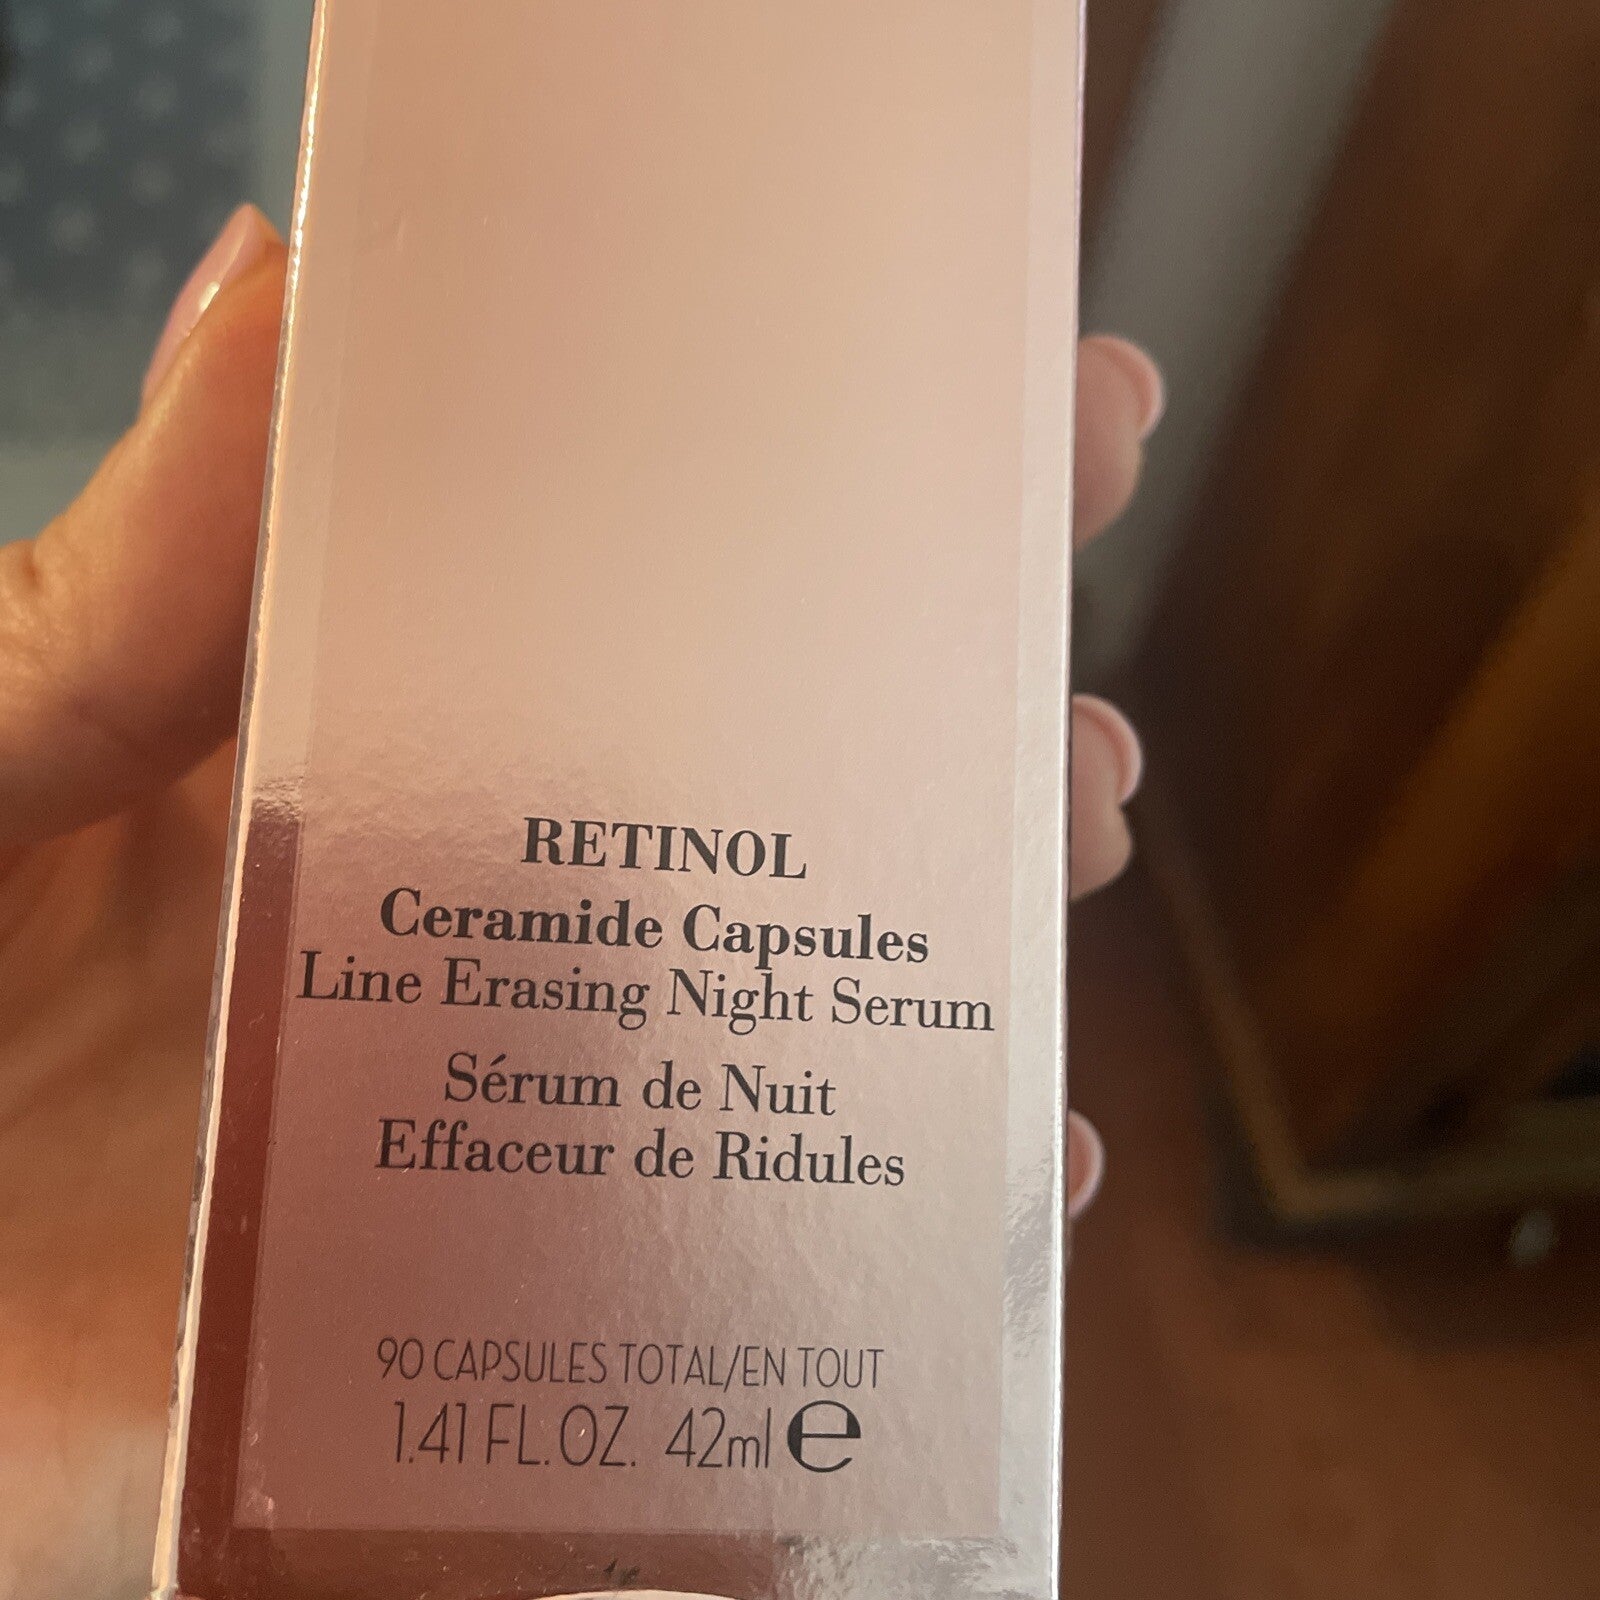 RETINOL
Ceramide Capsules
Line Erasing Night Serum
Sérum de Nuit
Effaceur de Ridules
90 CAPSULES TOTAL/EN TOUT
1.41 FL.OZ. 42ml e